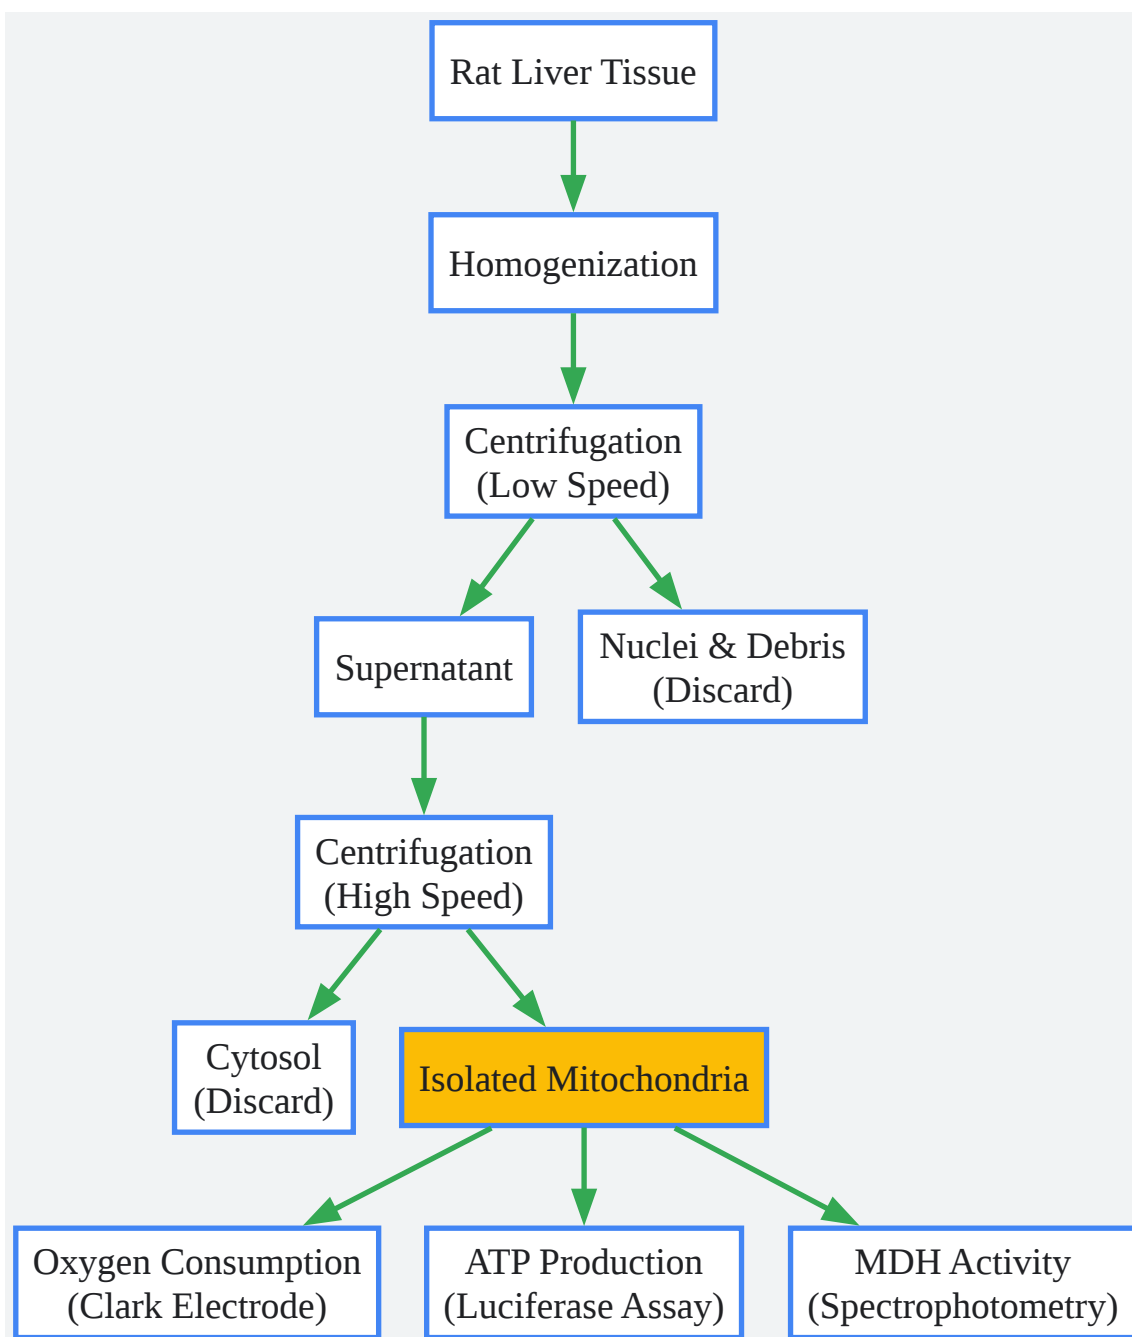 Rat Liver Tissue
Homogenization
Centrifugation
(Low Speed)
Supernatant
Nuclei & Debris
(Discard)
Centrifugation
(High Speed)
Cytosol
(Discard)
Isolated Mitochondria
Oxygen Consumption
(Clark Electrode)
ATP Production
(Luciferase Assay)
MDH Activity
(Spectrophotometry)